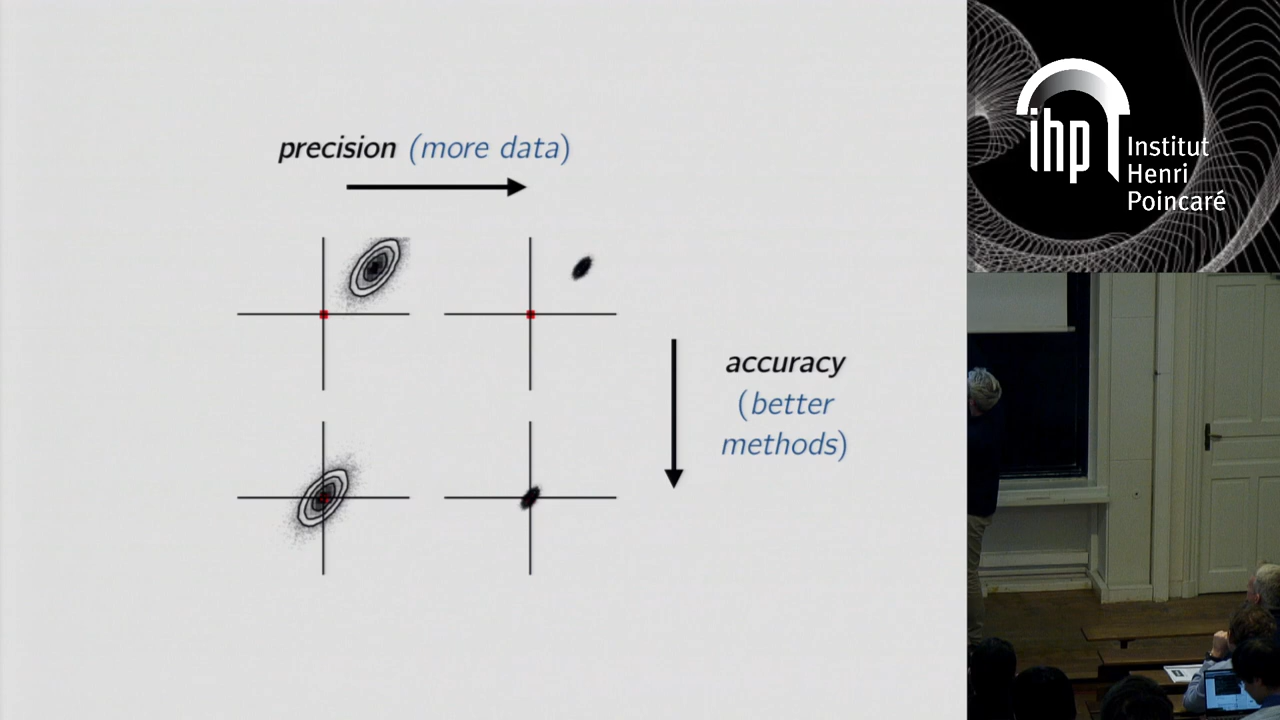 precision (more data)
accuracy
(better
methods)
ihp
Institut
Henri
Poincaré